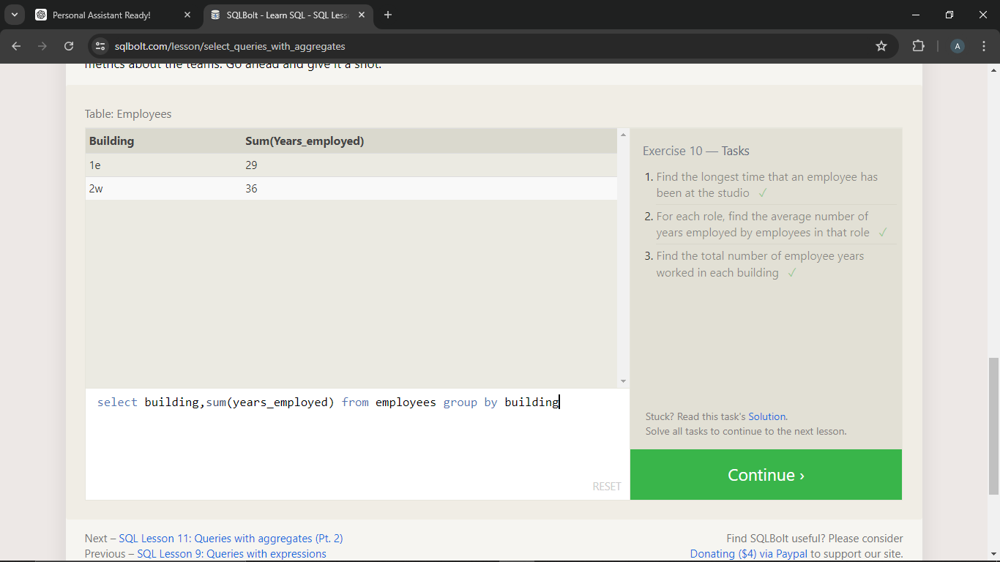 Personal Assistant Ready!
SQLBolt - Learn SQL - SQL Less
sqlbolt.com/lesson/select_queries_with_aggregates
A
metrics about the teams. Go ahead and give it a shot.
Table: Employees
Building Sum(Years_employed)
1e 29
2w 36
select building,sum(years_employed) from employees group by building
RESET
Exercise 10 — Tasks
1. Find the longest time that an employee has
been at the studio ✓
2. For each role, find the average number of
years employed by employees in that role ✓
3. Find the total number of employee years
worked in each building ✓
Stuck? Read this task's Solution.
Solve all tasks to continue to the next lesson.
Continue ›
Next – SQL Lesson 11: Queries with aggregates (Pt. 2)
Previous – SQL Lesson 9: Queries with expressions
Find SQLBolt useful? Please consider
Donating ($4) via Paypal to support our site.